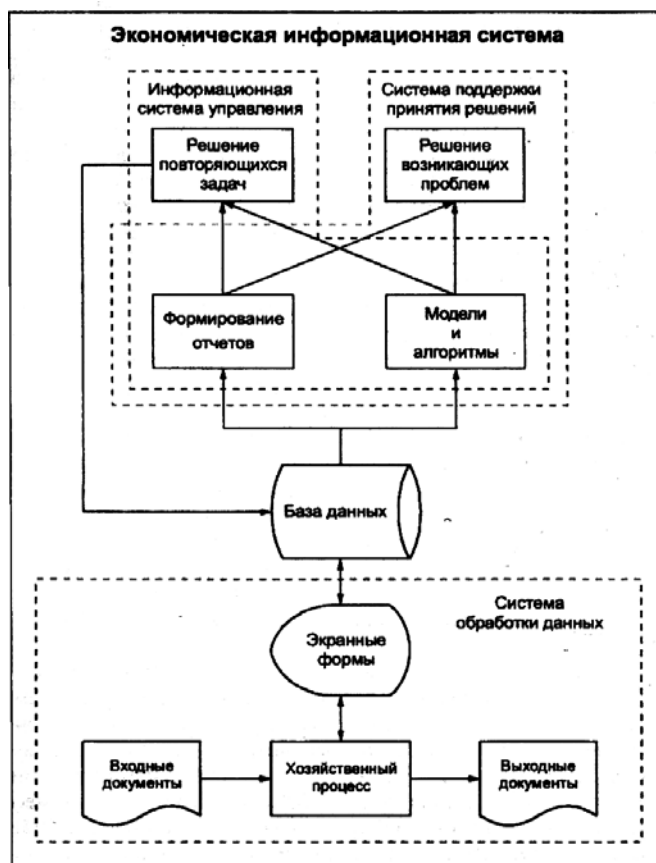 Экономическая информационная система
Информационная
система управления
Система поддержки
принятия решений
Решение
повторяющихся
задач
Решение
возникающих
проблем
Формирование
отчетов
Модели
и
алгоритмы
База данных
Система
обработки данных
Экранные
формы
Входные
документы
Хозяйственный
процесс
Выходные
документы